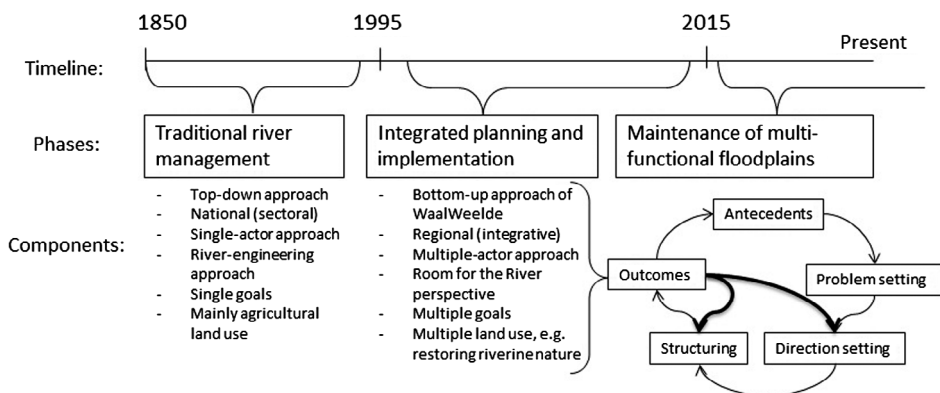 1850
1995
2015
Present
Timeline:
Phases:
Traditional river
management
Integrated planning and
implementation
Maintenance of multi-
functional floodplains
Components:
- Top-down approach
- National (sectoral)
- Single-actor approach
- River-engineering
approach
- Single goals
- Mainly agricultural
land use
- Bottom-up approach of
WaalWeelde
- Regional (integrative)
- Multiple-actor approach
- Room for the River
perspective
- Multiple goals
- Multiple land use, e.g.
restoring riverine nature
Antecedents
Outcomes
Problem setting
Structuring
Direction setting